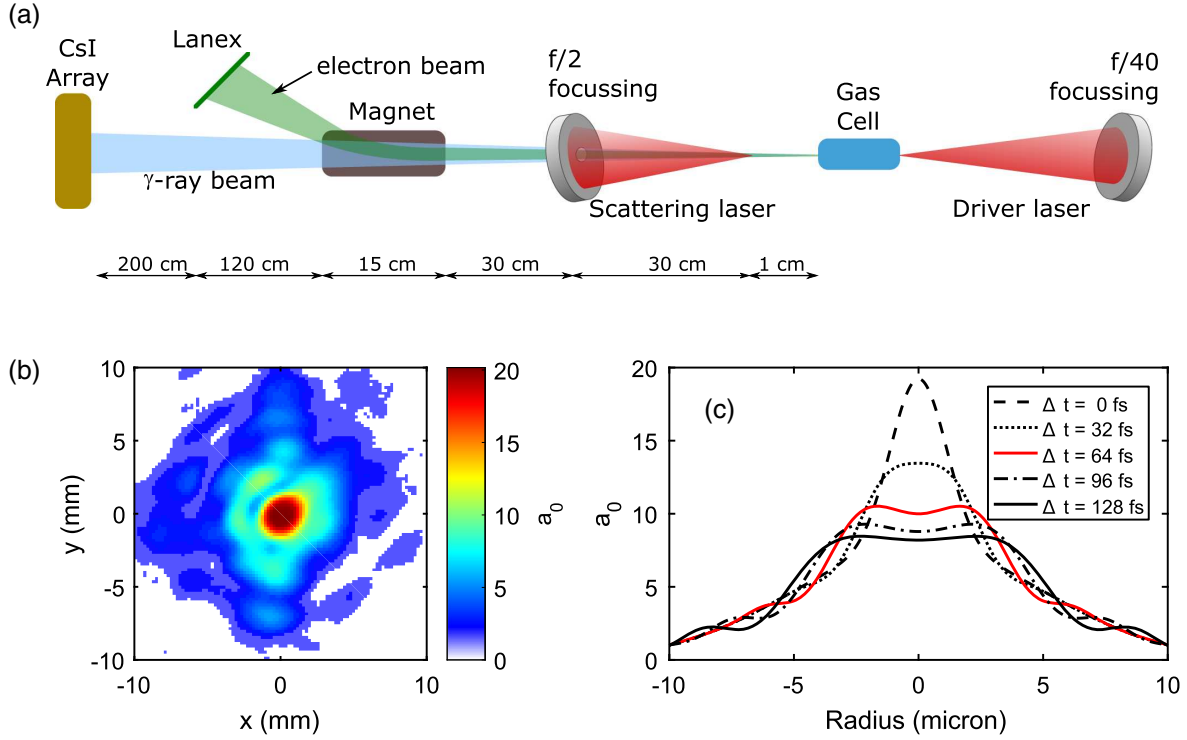 (a)
CsI
Array
Lanex
electron beam
Magnet
f/2
focussing
Gas
Cell
f/40
focussing
γ-ray beam
Scattering laser
Driver laser
200 cm
120 cm
15 cm
30 cm
30 cm
1 cm
(b)
10
5
0
-5
-10
y (mm)
-10
0
10
x (mm)
20
15
10
5
0
a0
(c)
20
15
10
5
0
a0
Δ t = 0 fs
Δ t = 32 fs
Δ t = 64 fs
Δ t = 96 fs
Δ t = 128 fs
-10
-5
0
5
10
Radius (micron)